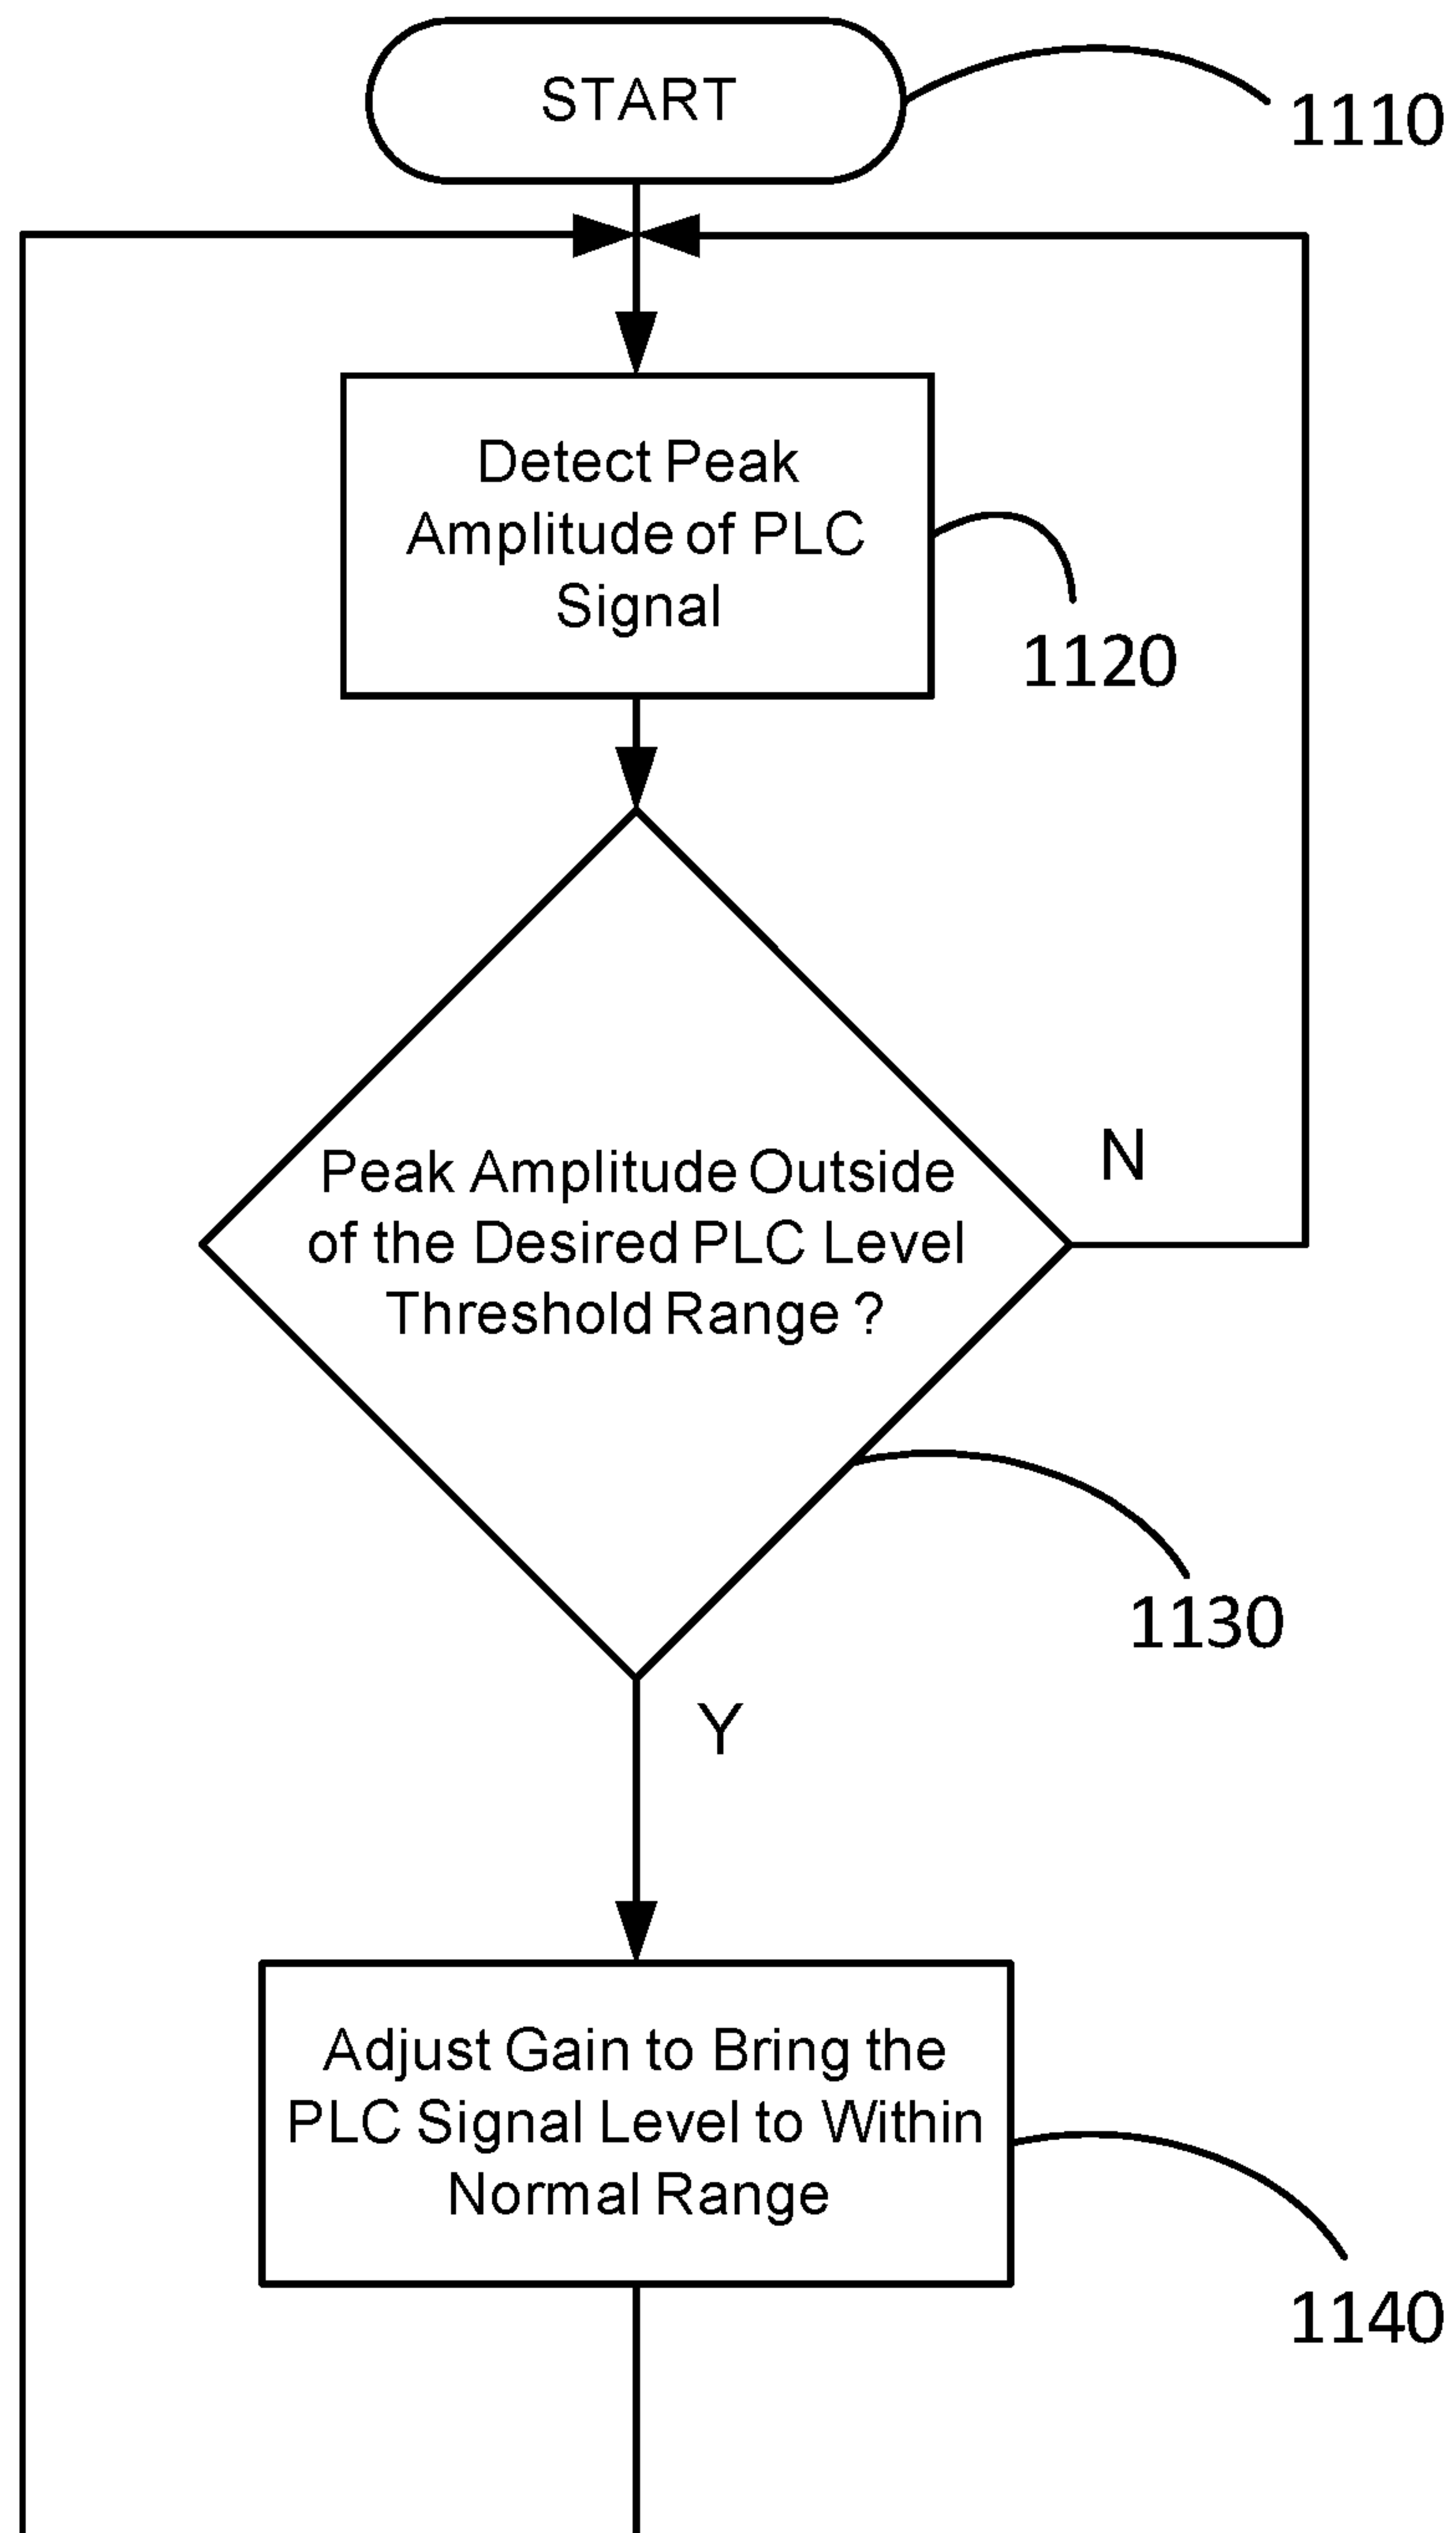 START
1110
Detect Peak
Amplitude of PLC
Signal
1120
Peak Amplitude Outside
of the Desired PLC Level
Threshold Range ?
N
1130
Y
Adjust Gain to Bring the
PLC Signal Level to Within
Normal Range
1140